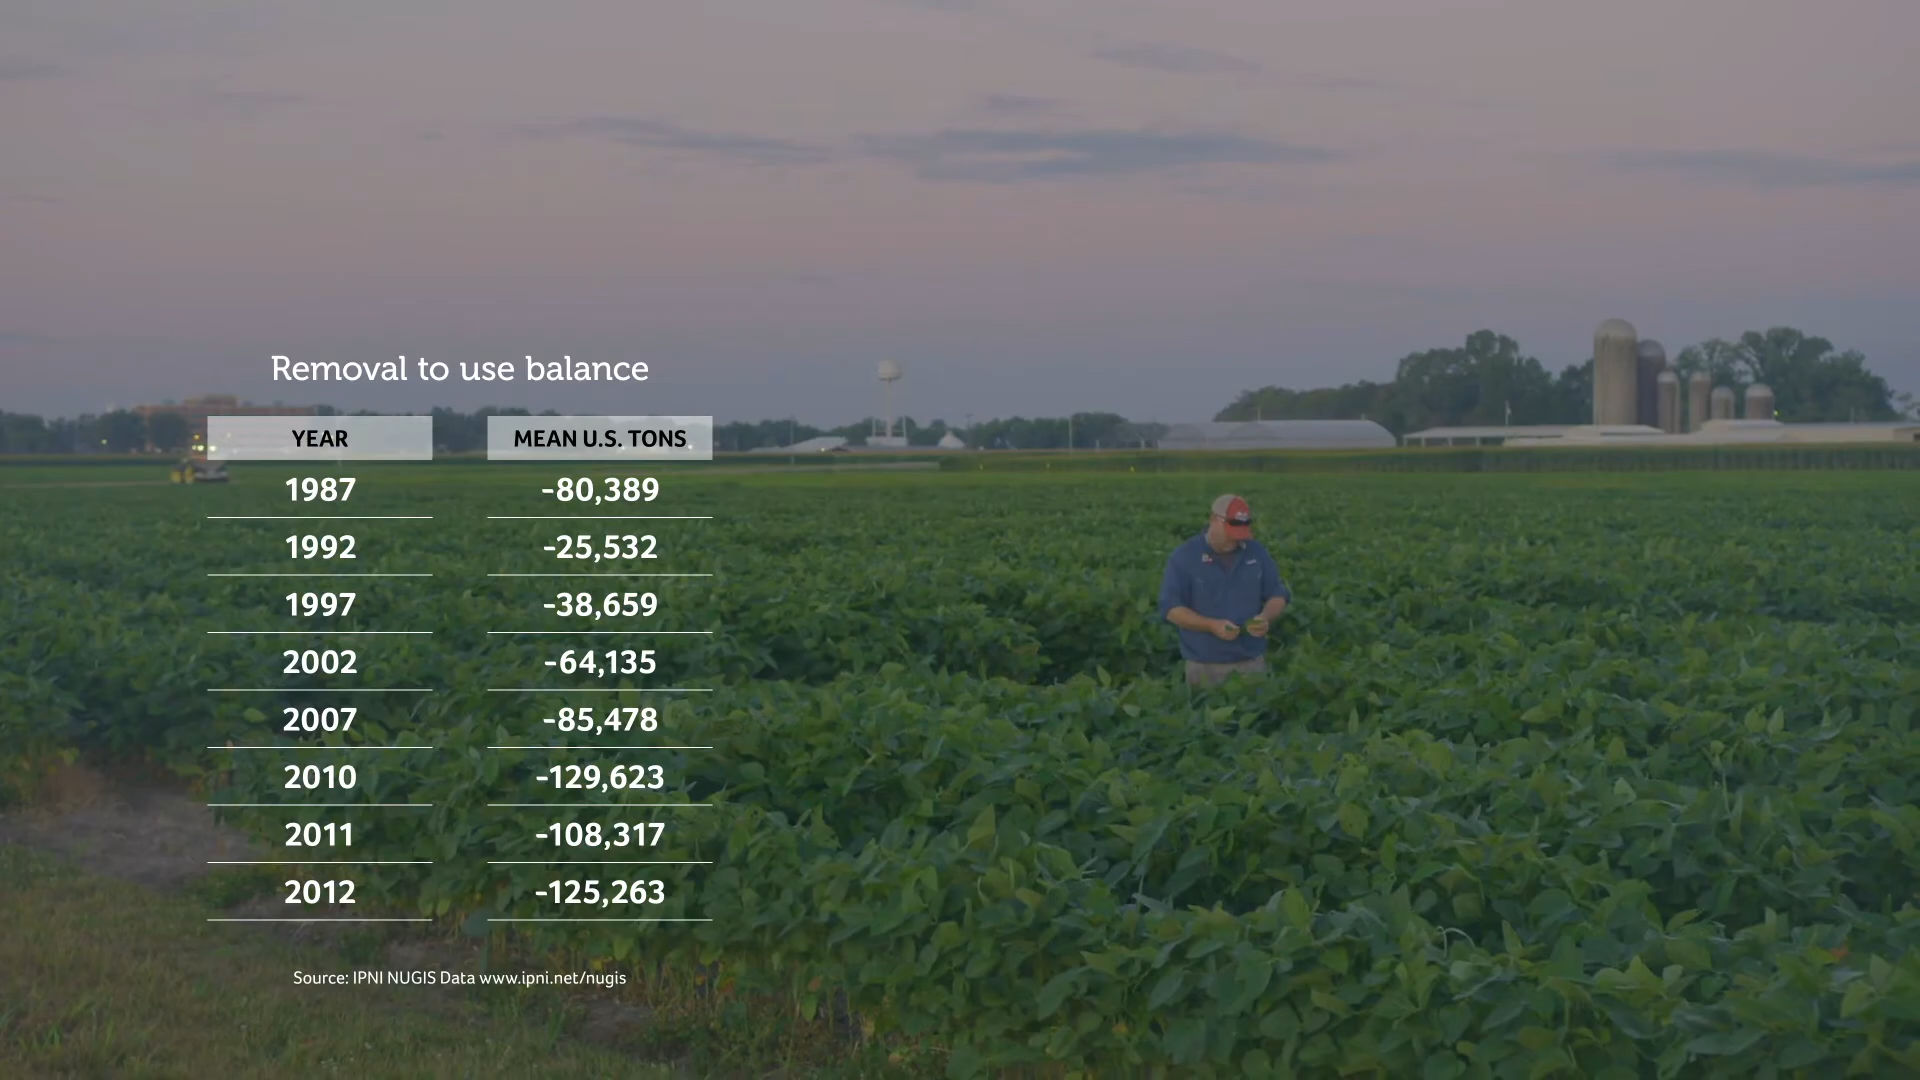 Removal to use balance
YEAR MEAN U.S. TONS
1987 -80,389
1992 -25,532
1997 -38,659
2002 -64,135
2007 -85,478
2010 -129,623
2011 -108,317
2012 -125,263
Source: IPNI NUGIS Data www.ipni.net/nugis